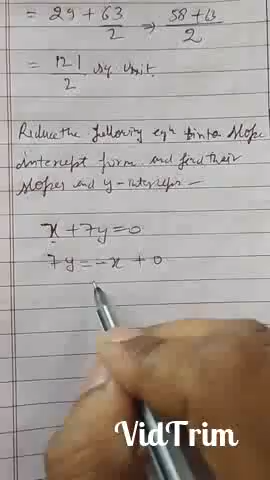 = 29 + 63/2 ⇒ 58 + 63/2
= 121/2 sq unit.
Reduce the following eqn into slope
intercept form and find their
slopes and y-intercepts –
x + 7y = 0
7y = -x + 0
VidTrim